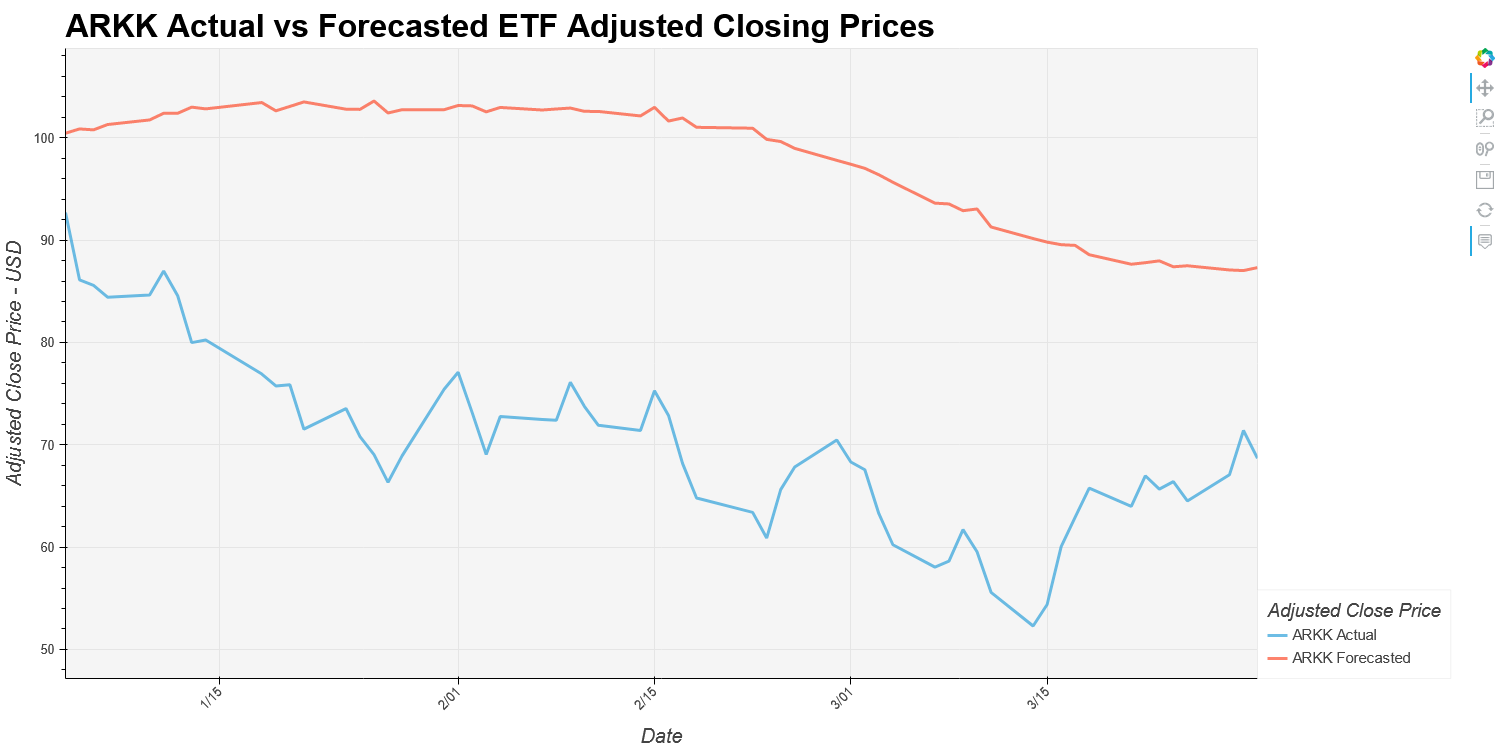 ARKK Actual vs Forecasted ETF Adjusted Closing Prices
Adjusted Close Price - USD
100
90
80
70
60
50
1/15
2/01
2/15
3/01
3/15
Date
Adjusted Close Price
ARKK Actual
ARKK Forecasted